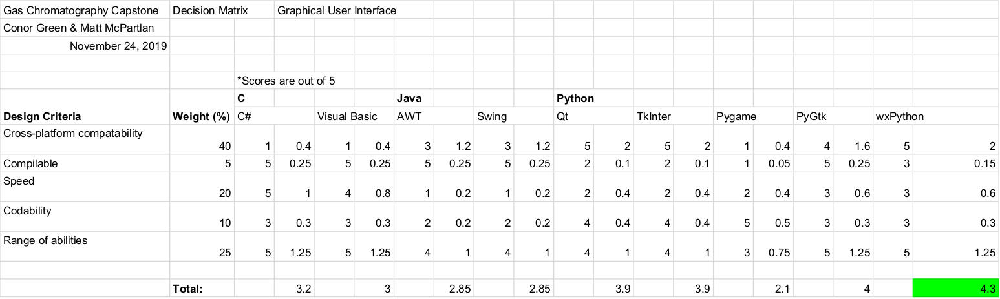 Gas Chromatography Capstone Decision Matrix Graphical User Interface
Conor Green & Matt McPartlan
November 24, 2019
*Scores are out of 5
C Java Python
Design Criteria Weight (%) C# Visual Basic AWT Swing Qt TkInter Pygame PyGtk wxPython
Cross-platform compatability 40 1 0.4 1 0.4 3 1.2 3 1.2 5 2 5 2 1 0.4 4 1.6 5 2
Compilable 5 5 0.25 5 0.25 5 0.25 5 0.25 2 0.1 2 0.1 1 0.05 5 0.25 3 0.15
Speed 20 5 1 4 0.8 1 0.2 1 0.2 2 0.4 2 0.4 2 0.4 3 0.6 3 0.6
Codability 10 3 0.3 3 0.3 2 0.2 2 0.2 4 0.4 4 0.4 5 0.5 3 0.3 3 0.3
Range of abilities 25 5 1.25 5 1.25 4 1 4 1 4 1 4 1 3 0.75 5 1.25 5 1.25
Total: 3.2 3 2.85 2.85 3.9 3.9 2.1 4 4.3